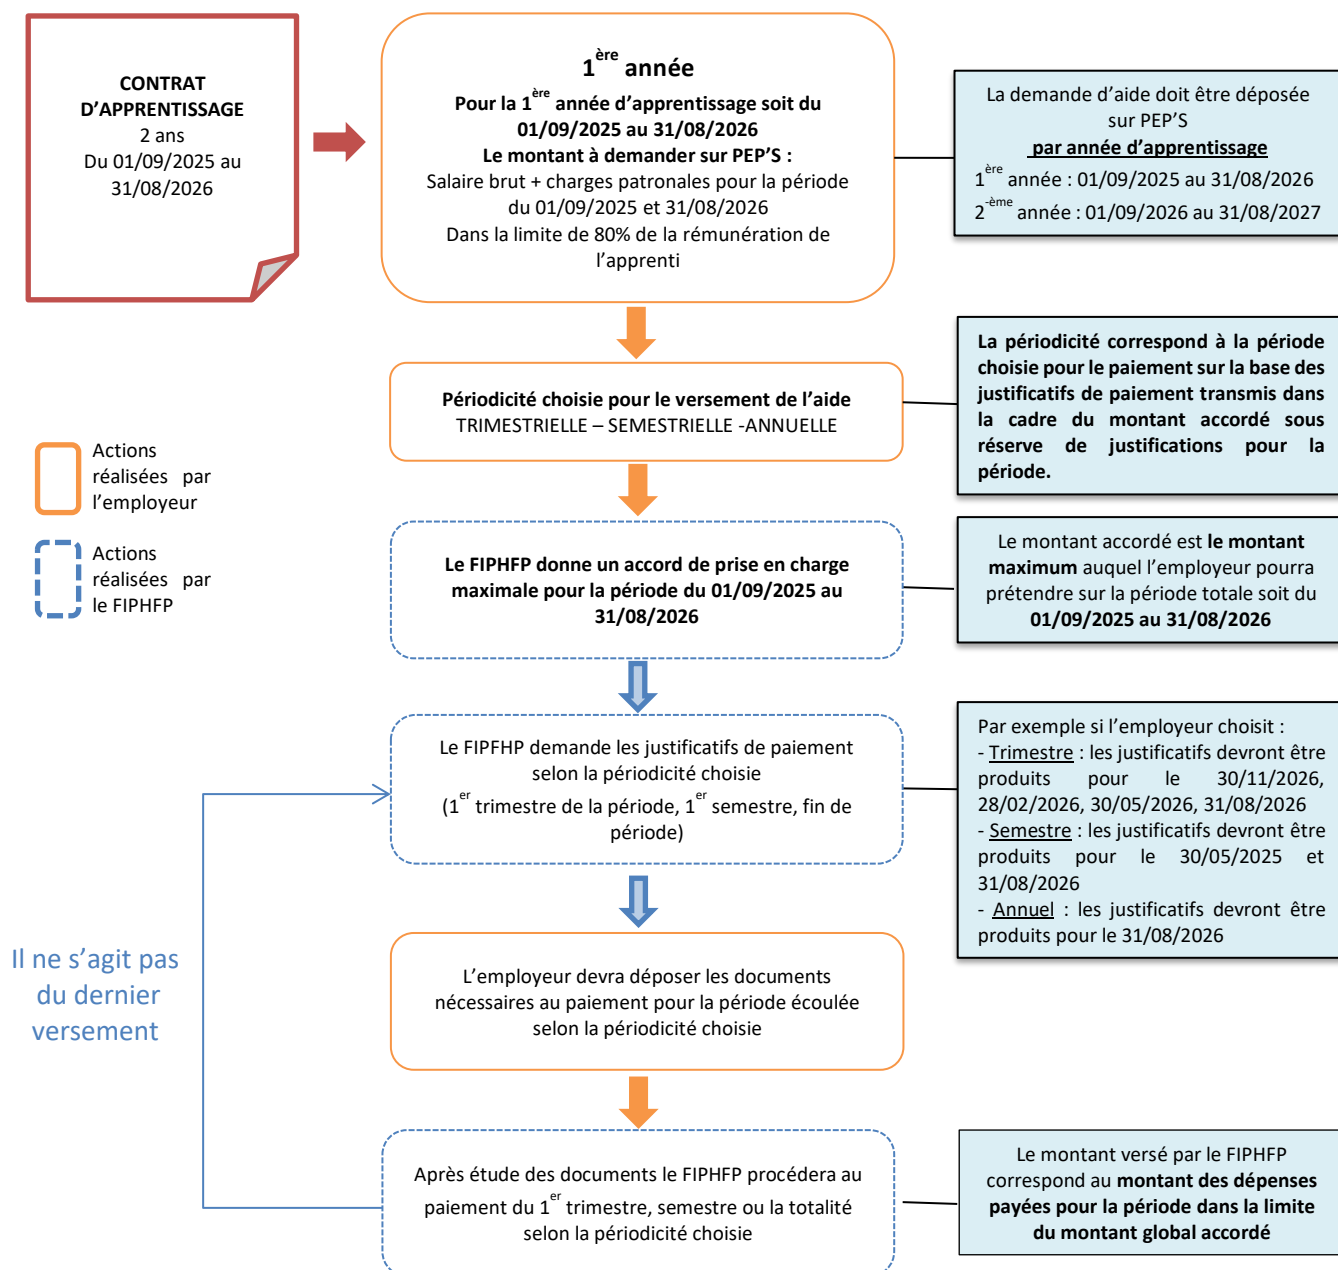 CONTRAT
D’APPRENTISSAGE
2 ans
Du 01/09/2025 au
31/08/2026
1ère année
Pour la 1ère année d’apprentissage soit du
01/09/2025 au 31/08/2026
Le montant à demander sur PEP’S :
Salaire brut + charges patronales pour la période
du 01/09/2025 et 31/08/2026
Dans la limite de 80% de la rémunération de
l’apprenti
La demande d’aide doit être déposée
sur PEP’S
par année d’apprentissage
1ère année : 01/09/2025 au 31/08/2026
2-ème année : 01/09/2026 au 31/08/2027
Périodicité choisie pour le versement de l’aide
TRIMESTRIELLE – SEMESTRIELLE -ANNUELLE
La périodicité correspond à la période
choisie pour le paiement sur la base des
justificatifs de paiement transmis dans
la cadre du montant accordé sous
réserve de justifications pour la
période.
Actions
réalisées par
l’employeur
Actions
réalisées par
le FIPHFP
Le FIPHFP donne un accord de prise en charge
maximale pour la période du 01/09/2025 au
31/08/2026
Le montant accordé est le montant
maximum auquel l’employeur pourra
prétendre sur la période totale soit du
01/09/2025 au 31/08/2026
Le FIPFHP demande les justificatifs de paiement
selon la périodicité choisie
(1er trimestre de la période, 1er semestre, fin de
période)
Par exemple si l’employeur choisit :
- Trimestre : les justificatifs devront être
produits pour le 30/11/2026,
28/02/2026, 30/05/2026, 31/08/2026
- Semestre : les justificatifs devront être
produits pour le 30/05/2025 et
31/08/2026
- Annuel : les justificatifs devront être
produits pour le 31/08/2026
Il ne s’agit pas
du dernier
versement
L’employeur devra déposer les documents
nécessaires au paiement pour la période écoulée
selon la périodicité choisie
Après étude des documents le FIPHFP procédera au
paiement du 1er trimestre, semestre ou la totalité
selon la périodicité choisie
Le montant versé par le FIPHFP
correspond au montant des dépenses
payées pour la période dans la limite
du montant global accordé